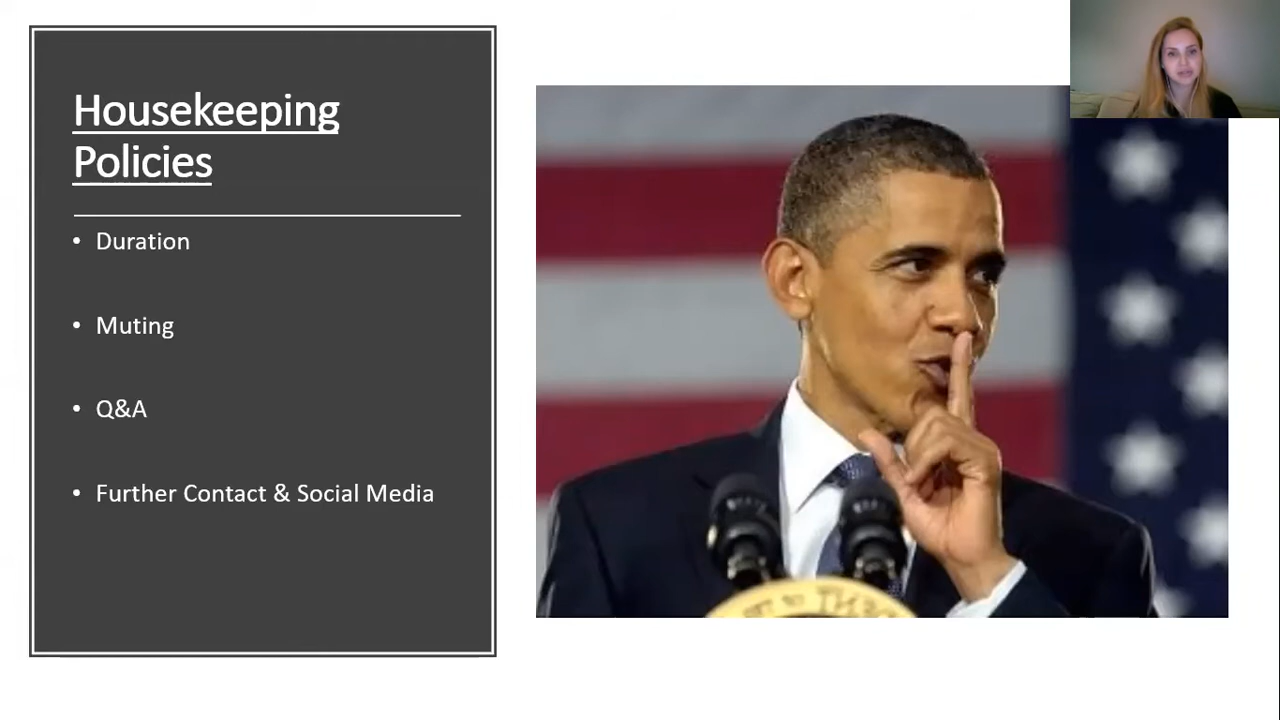 Housekeeping
Policies
• Duration
• Muting
• Q&A
• Further Contact & Social Media